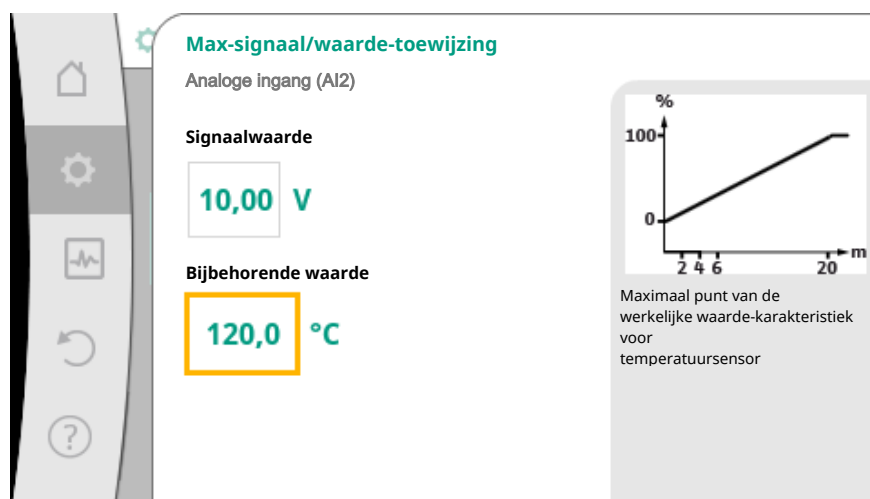 Max-signaal/waarde-toewijzing
Analoge ingang (AI2)
Signaalwaarde
10,00 V
Bijbehorende waarde
120,0 °C
%
100
0
2 4 6 20 m
Maximaal punt van de
werkelijke waarde-karakteristiek
voor
temperatuursensor
?